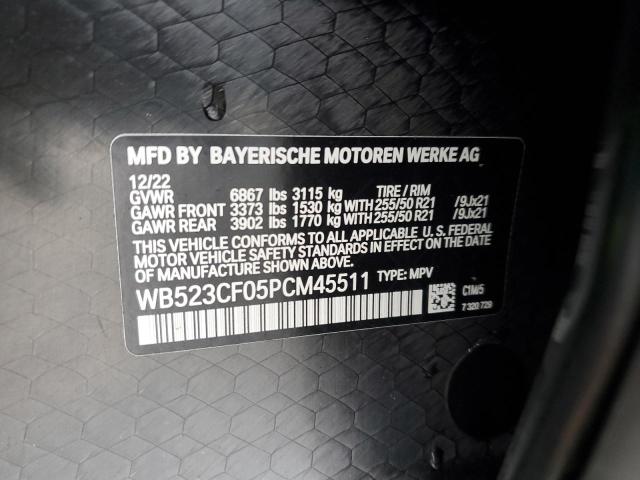 MFD BY BAYERISCHE MOTOREN WERKE AG
12/22
GVWR 6867 lbs 3115 kg TIRE / RIM
GAWR FRONT 3373 lbs 1530 kg WITH 255/50 R21 /9Jx21
GAWR REAR 3902 lbs 1770 kg WITH 255/50 R21 /9Jx21
THIS VEHICLE CONFORMS TO ALL APPLICABLE U.S. FEDERAL
MOTOR VEHICLE SAFETY STANDARDS IN EFFECT ON THE
DATE OF MANUFACTURE SHOWN ABOVE.
WB523CF05PCM45511 TYPE: MPV
C1M5
7 320 729